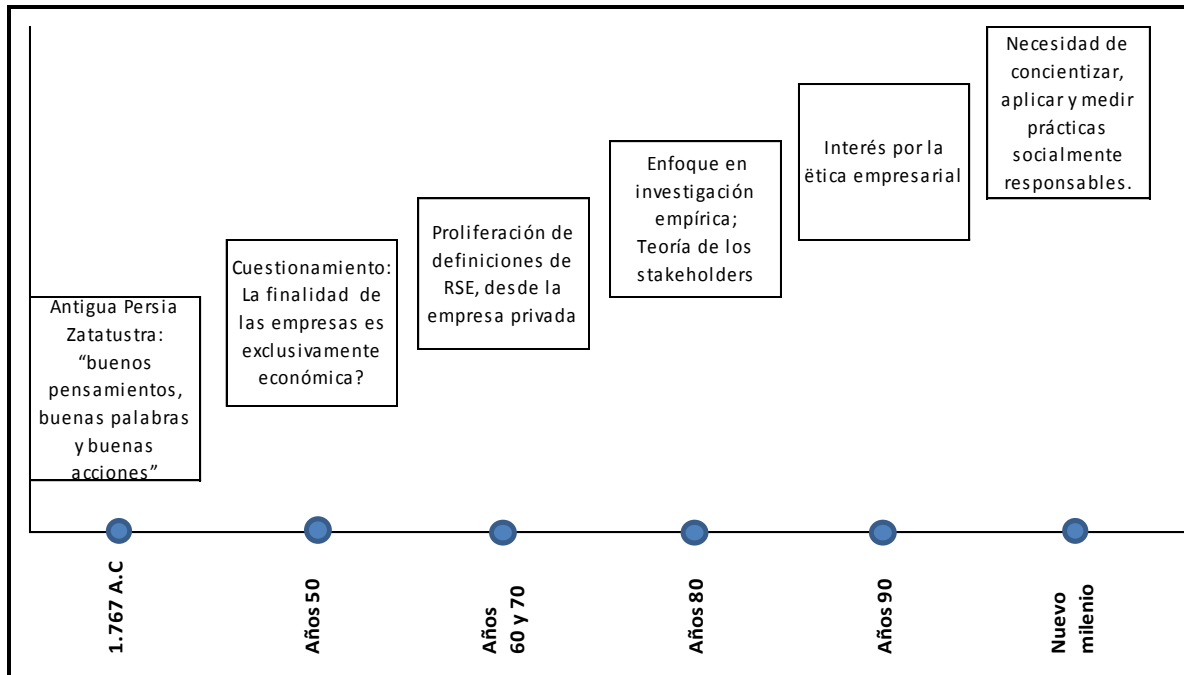 Antigua Persia
Zatatustra:
“buenos
pensamientos,
buenas palabras
y buenas
acciones”
Cuestionamiento:
La finalidad de
las empresas es
exclusivamente
económica?
Proliferación de
definiciones de
RSE, desde la
empresa privada
Enfoque en
investigación
empírica;
Teoría de los
stakeholders
Interés por la
ëtica empresarial
Necesidad de
concientizar,
aplicar y medir
prácticas
socialmente
responsables.
1.767 A.C
Años 50
Años
60 y 70
Años 80
Años 90
Nuevo
milenio